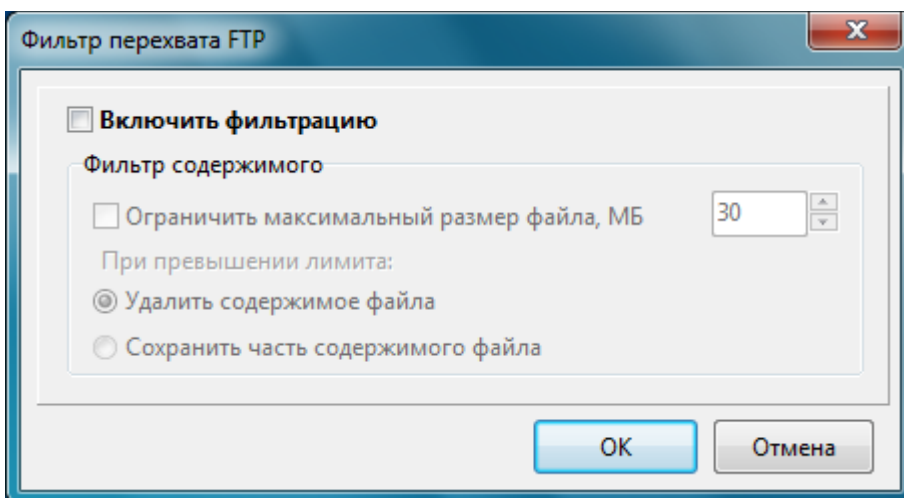 Фильтр перехвата FTP
Включить фильтрацию
Фильтр содержимого
Ограничить максимальный размер файла, МБ 30
При превышении лимита:
Удалить содержимое файла
Сохранить часть содержимого файла
OK Отмена